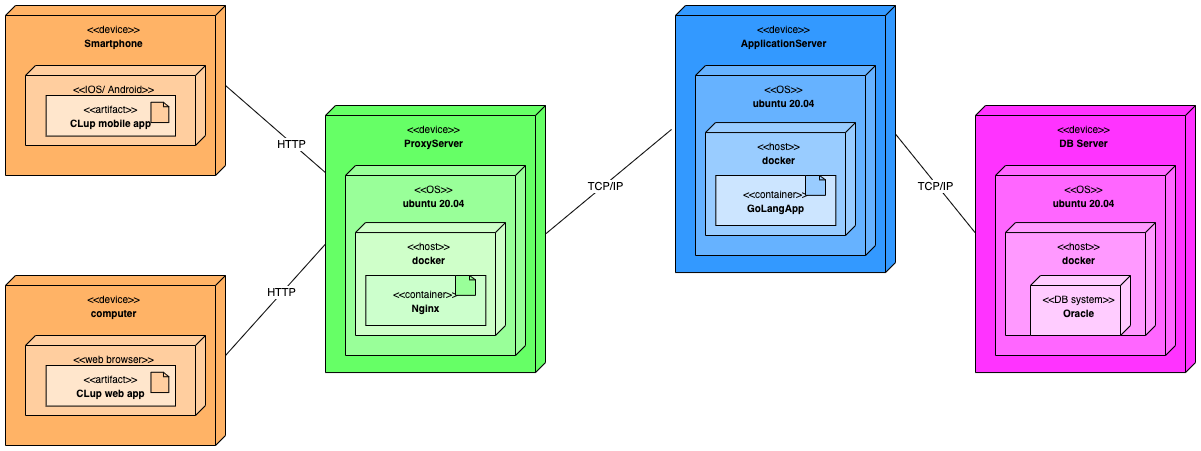 <<device>>
Smartphone
<<IOS/ Android>>
<<artifact>>
CLup mobile app
HTTP
<<device>>
computer
<<web browser>>
<<artifact>>
CLup web app
HTTP
<<device>>
ProxyServer
<<OS>>
ubuntu 20.04
<<host>>
docker
<<container>>
Nginx
TCP/IP
<<device>>
ApplicationServer
<<OS>>
ubuntu 20.04
<<host>>
docker
<<container>>
GoLangApp
TCP/IP
<<device>>
DB Server
<<OS>>
ubuntu 20.04
<<host>>
docker
<<DB system>>
Oracle